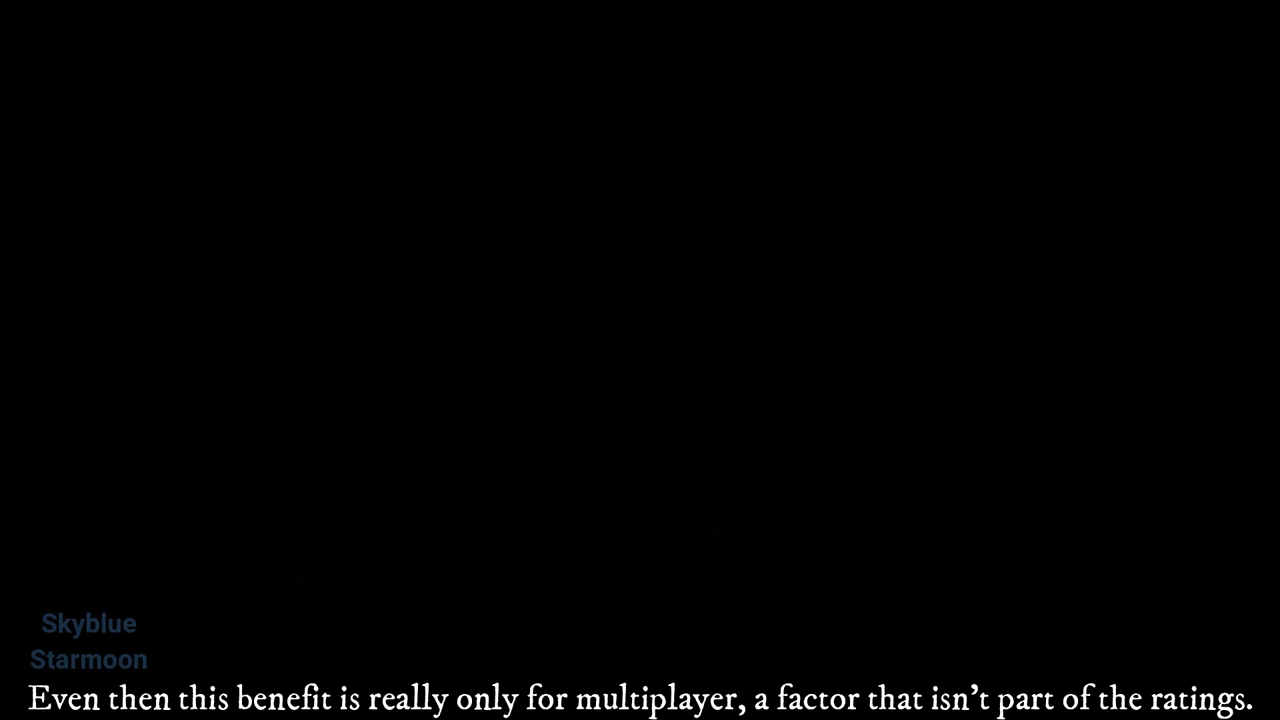 Skyblue
Starmoon
Even then this benefit is really only for multiplayer, a factor that isn't part of the ratings.